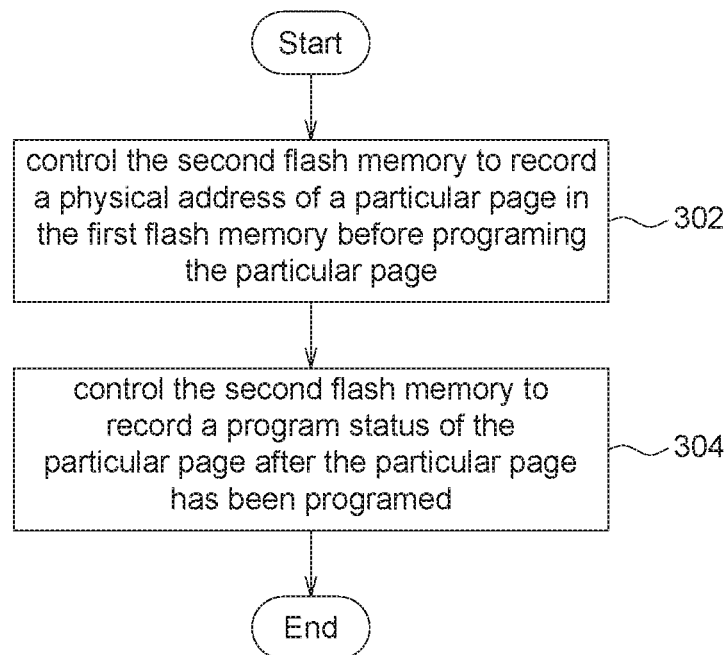 Start
control the second flash memory to record
a physical address of a particular page in
the first flash memory before programing
the particular page
302
control the second flash memory to
record a program status of the
particular page after the particular page
has been programed
304
End